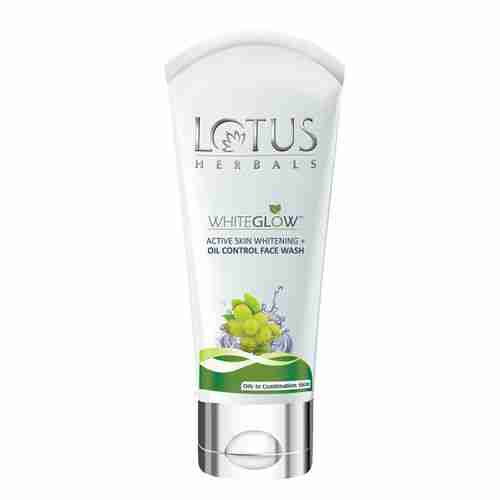 LOTUS
HERBALS
WHITEGLOW™
ACTIVE SKIN WHITENING +
OIL CONTROL FACE WASH
Oily to Combination Skin